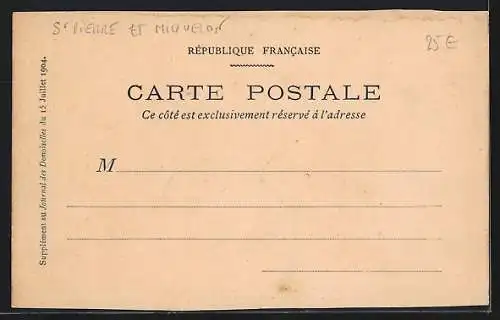 St PIERRE ET MIQUELON
25 €
RÉPUBLIQUE FRANÇAISE
CARTE POSTALE
Ce côté est exclusivement réservé à l'adresse
M
Supplément au Journal des Demoiselles du 15 Juillet 1904.